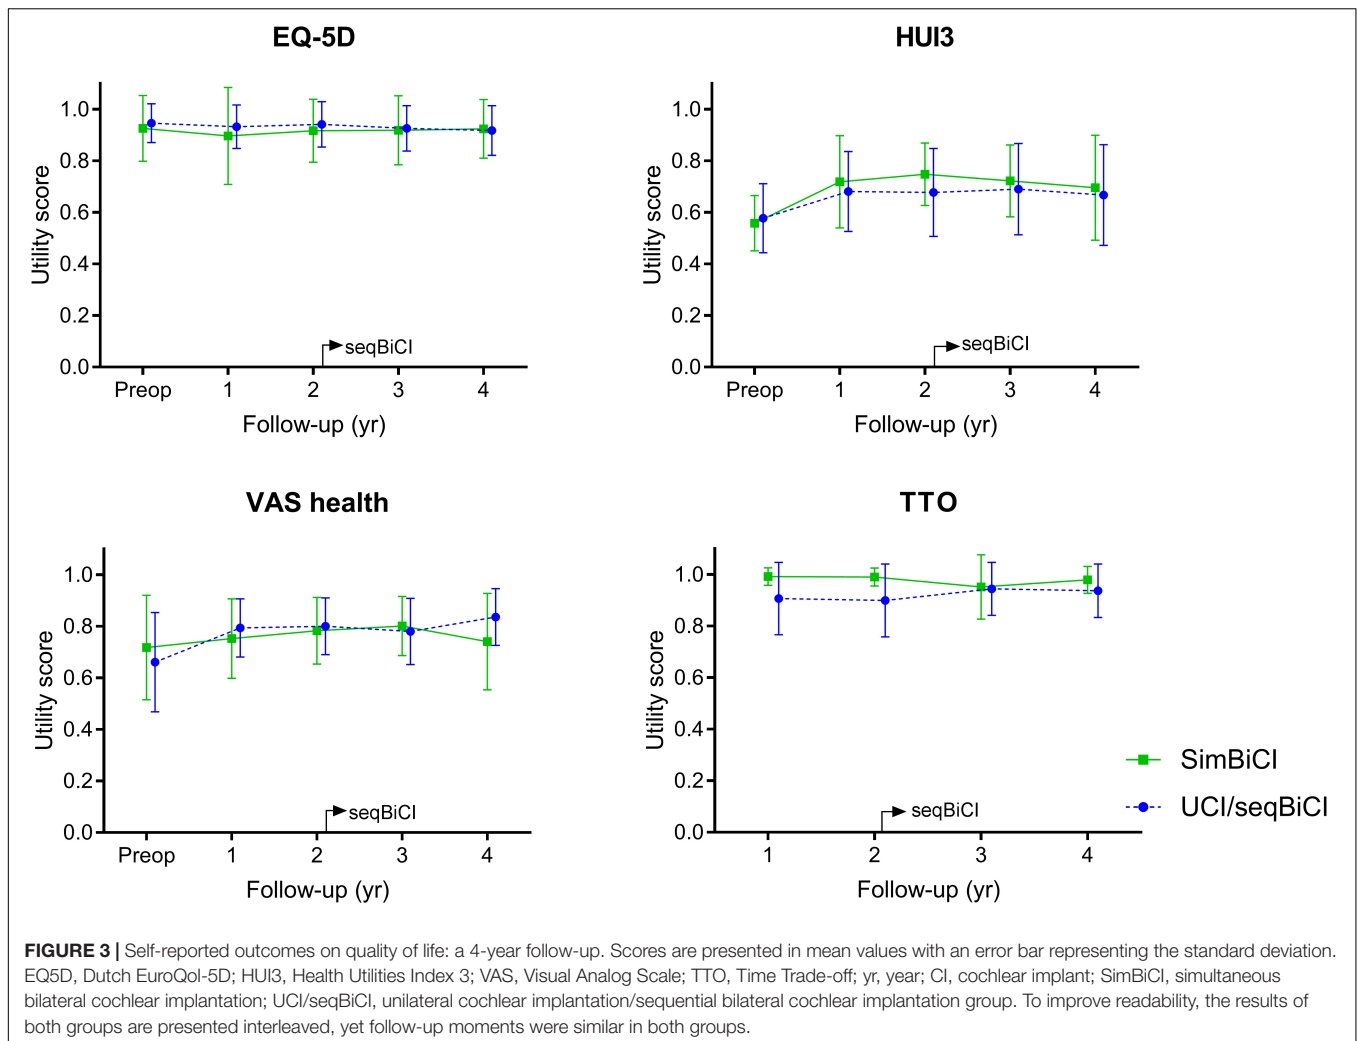 EQ-5D
Utility score
1.0
0.8
0.6
0.4
0.2
0.0
seqBiCI
Preop 1 2 3 4
Follow-up (yr)
HUI3
Utility score
1.0
0.8
0.6
0.4
0.2
0.0
seqBiCI
Preop 1 2 3 4
Follow-up (yr)
VAS health
Utility score
1.0
0.8
0.6
0.4
0.2
0.0
seqBiCI
Preop 1 2 3 4
Follow-up (yr)
TTO
Utility score
1.0
0.8
0.6
0.4
0.2
0.0
seqBiCI
1 2 3 4
Follow-up (yr)
SimBiCI
UCI/seqBiCI
FIGURE 3 | Self-reported outcomes on quality of life: a 4-year follow-up. Scores are presented in mean values with an error bar representing the standard deviation.
EQ5D, Dutch EuroQol-5D; HUI3, Health Utilities Index 3; VAS, Visual Analog Scale; TTO, Time Trade-off; yr, year; CI, cochlear implant; SimBiCI, simultaneous
bilateral cochlear implantation; UCI/seqBiCI, unilateral cochlear implantation/sequential bilateral cochlear implantation group. To improve readability, the results of
both groups are presented interleaved, yet follow-up moments were similar in both groups.